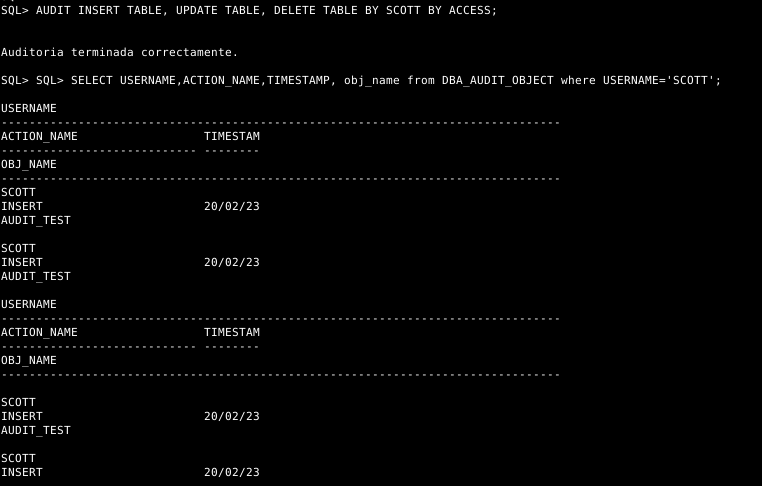 SQL> AUDIT INSERT TABLE, UPDATE TABLE, DELETE TABLE BY SCOTT BY ACCESS;
Auditoria terminada correctamente.
SQL> SQL> SELECT USERNAME,ACTION_NAME,TIMESTAMP, obj_name from DBA_AUDIT_OBJECT where USERNAME='SCOTT';
USERNAME
--------------------------------------------------------------------------------
ACTION_NAME                  TIMESTAM
---------------------------- --------
OBJ_NAME
--------------------------------------------------------------------------------
SCOTT
INSERT                       20/02/23
AUDIT_TEST
SCOTT
INSERT                       20/02/23
AUDIT_TEST
USERNAME
--------------------------------------------------------------------------------
ACTION_NAME                  TIMESTAM
---------------------------- --------
OBJ_NAME
--------------------------------------------------------------------------------
SCOTT
INSERT                       20/02/23
AUDIT_TEST
SCOTT
INSERT                       20/02/23